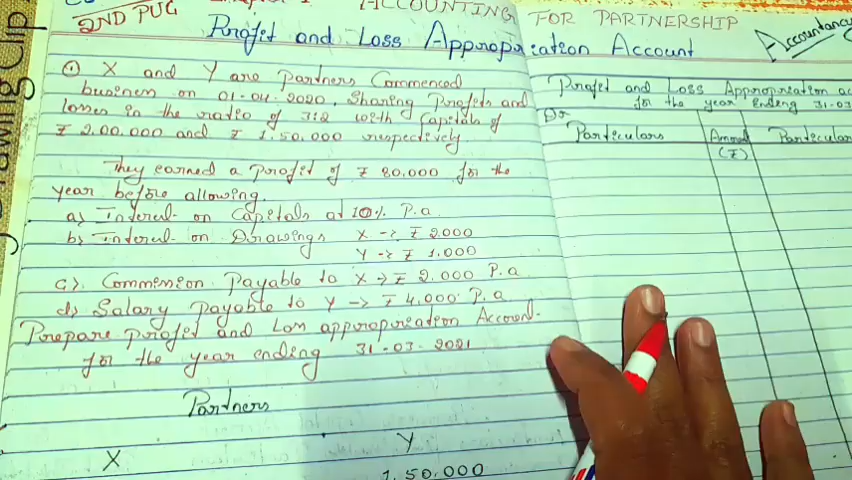 2ND PUC
ACCOUNTING FOR PARTNERSHIP
Profit and Loss Appropriation Account
Accountancy
① X and Y are partners Commenced
business on 01-04-2020, Sharing Profits and
losses in the ratio of 3:2 with Capitals of
₹ 2,00,000 and ₹ 1,50,000 respectively.
They earned a profit of ₹ 80,000 for the
year before allowing.
a) Interest on Capitals at 10% P.a
b) Interest on Drawings X → ₹ 2,000
Y → ₹ 1,000
c) Commission Payable to X → ₹ 2,000 P.a
d) Salary Payable to Y → ₹ 4,000 P.a
Prepare profit and Loss appropriation Account
for the year ending 31-03-2021
Partners
X Y
1,50,000
Profit and Loss Appropriation a
for the year Ending 31-03
Dr
Particulars Amount Particular
(₹)